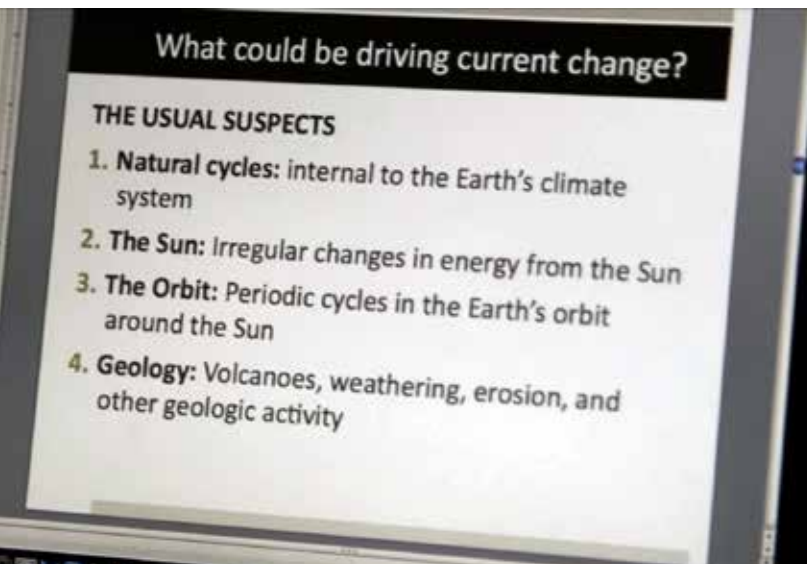 What could be driving current change?
THE USUAL SUSPECTS
1. Natural cycles: internal to the Earth's climate
system
2. The Sun: Irregular changes in energy from the Sun
3. The Orbit: Periodic cycles in the Earth's orbit
around the Sun
4. Geology: Volcanoes, weathering, erosion, and
other geologic activity